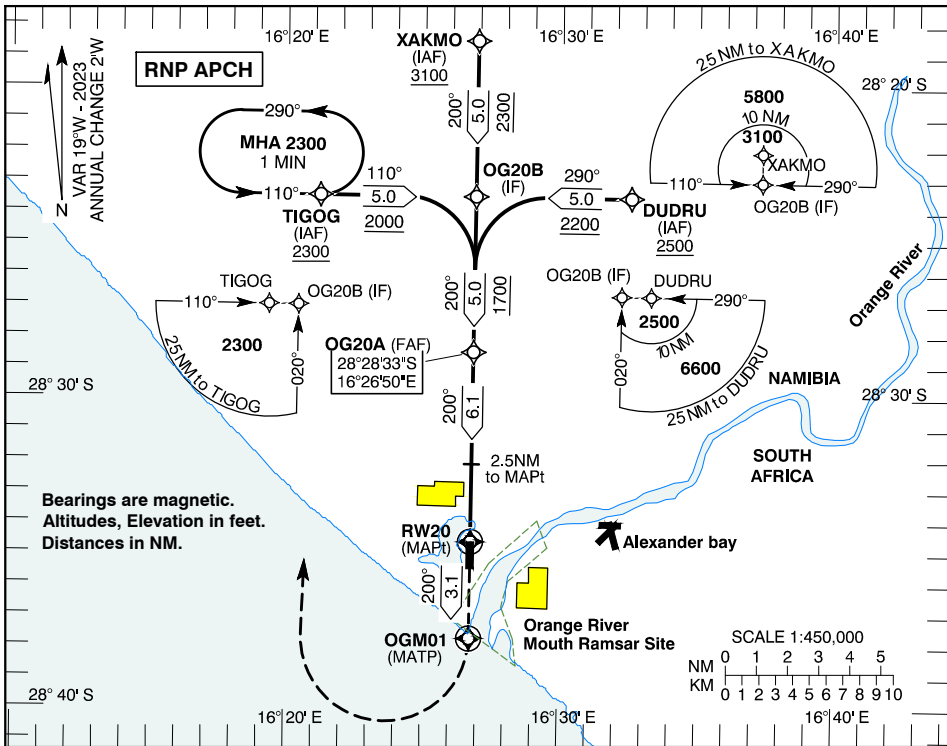 16°20' E
16°30' E
16°40' E
VAR 19°W - 2023
ANNUAL CHANGE 2'W
N
RNP APCH
XAKMO
(IAF)
3100
200°
5.0
2300
25 NM to XAKMO
5800
10 NM
3100
XAKMO
110°
290°
OG20B (IF)
28° 20' S
290°
MHA 2300
1 MIN
110°
TIGOG
(IAF)
2300
110°
5.0
2000
OG20B
(IF)
290°
5.0
2200
DUDRU
(IAF)
2500
Orange River
TIGOG
110°
OG20B (IF)
2300
020°
25 NM to TIGOG
200°
5.0
1700
OG20B (IF)
DUDRU
290°
2500
10 NM
020°
6600
25 NM to DUDRU
OG20A (FAF)
28°28'33"S
16°26'50"E
28° 30' S
28° 30' S
NAMIBIA
200°
6.1
SOUTH
AFRICA
2.5NM
to MAPt
Bearings are magnetic.
Altitudes, Elevation in feet.
Distances in NM.
RW20
(MAPt)
Alexander bay
200°
3.1
OGM01
(MATP)
Orange River
Mouth Ramsar Site
SCALE 1:450,000
NM
0 1 2 3 4 5
KM
0 1 2 3 4 5 6 7 8 9 10
28° 40' S
16°20' E
16°30' E
16°40' E